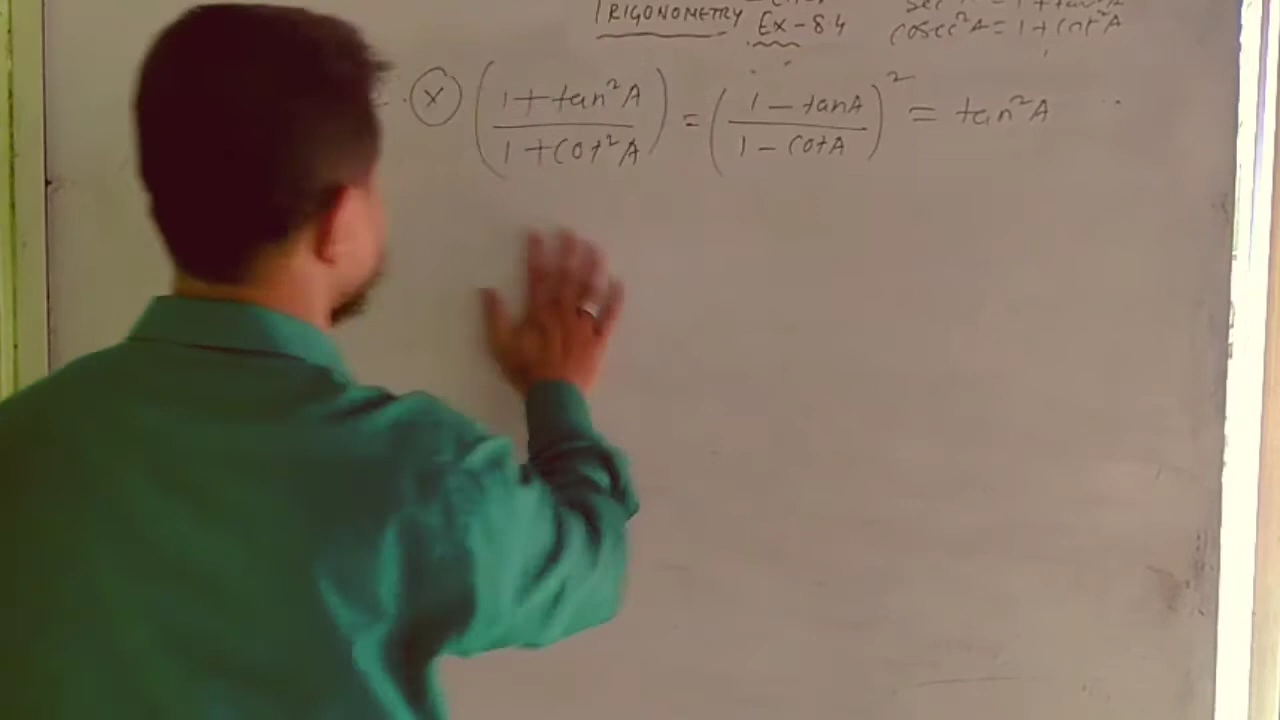 TRIGONOMETRY Ex-8.4
cosec²A = 1 + cot²A
(x) ((1 + tan²A)/(1 + cot²A)) = ((1 - tanA)/(1 - cotA))² = tan²A